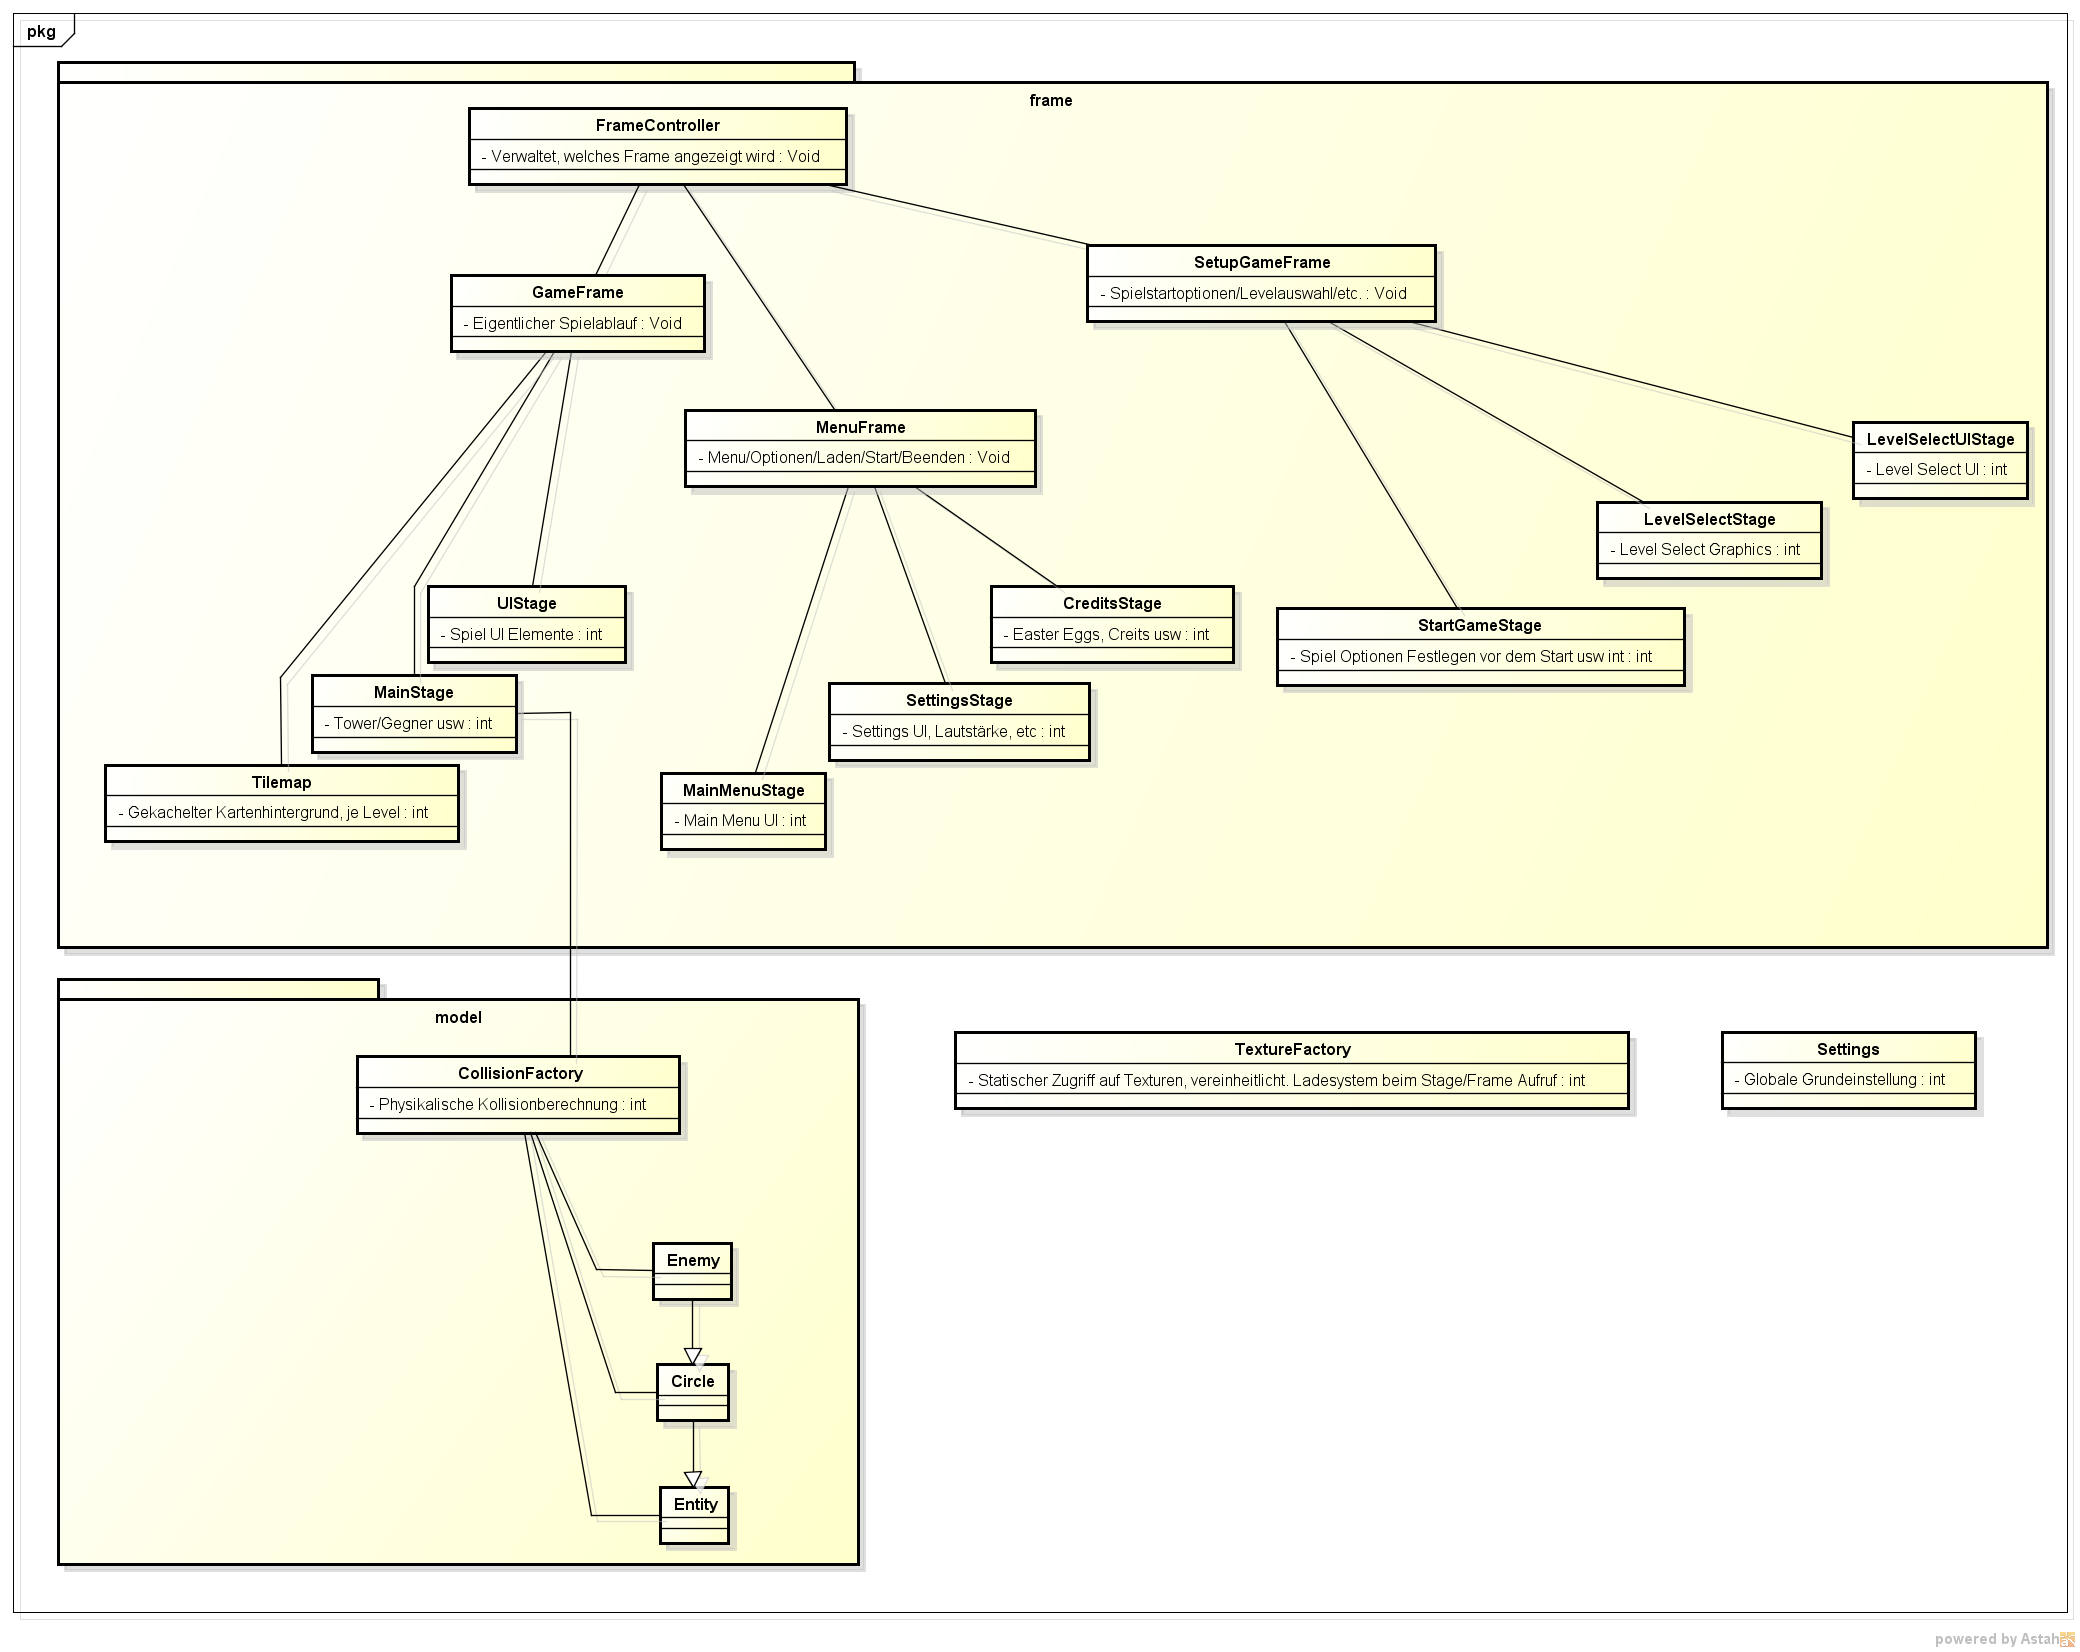 pkg
frame
FrameController
- Verwaltet, welches Frame angezeigt wird : Void
SetupGameFrame
- Spielstartoptionen/Levelauswahl/etc. : Void
GameFrame
- Eigentlicher Spielablauf : Void
MenuFrame
- Menu/Optionen/Laden/Start/Beenden : Void
LevelSelectUIStage
- Level Select UI : int
LevelSelectStage
- Level Select Graphics : int
UIStage
- Spiel UI Elemente : int
CreditsStage
- Easter Eggs, Creits usw : int
StartGameStage
- Spiel Optionen Festlegen vor dem Start usw int : int
MainStage
- Tower/Gegner usw : int
SettingsStage
- Settings UI, Lautstärke, etc : int
Tilemap
- Gekachelter Kartenhintergrund, je Level : int
MainMenuStage
- Main Menu UI : int
model
CollisionFactory
- Physikalische Kollisionberechnung : int
TextureFactory
- Statischer Zugriff auf Texturen, vereinheitlicht. Ladesystem beim Stage/Frame Aufruf : int
Settings
- Globale Grundeinstellung : int
Enemy
Circle
Entity
powered by Astah